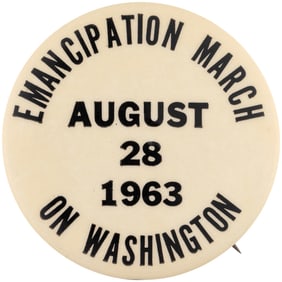 EMANCIPATION MARCH
AUGUST
28
1963
ON WASHINGTON